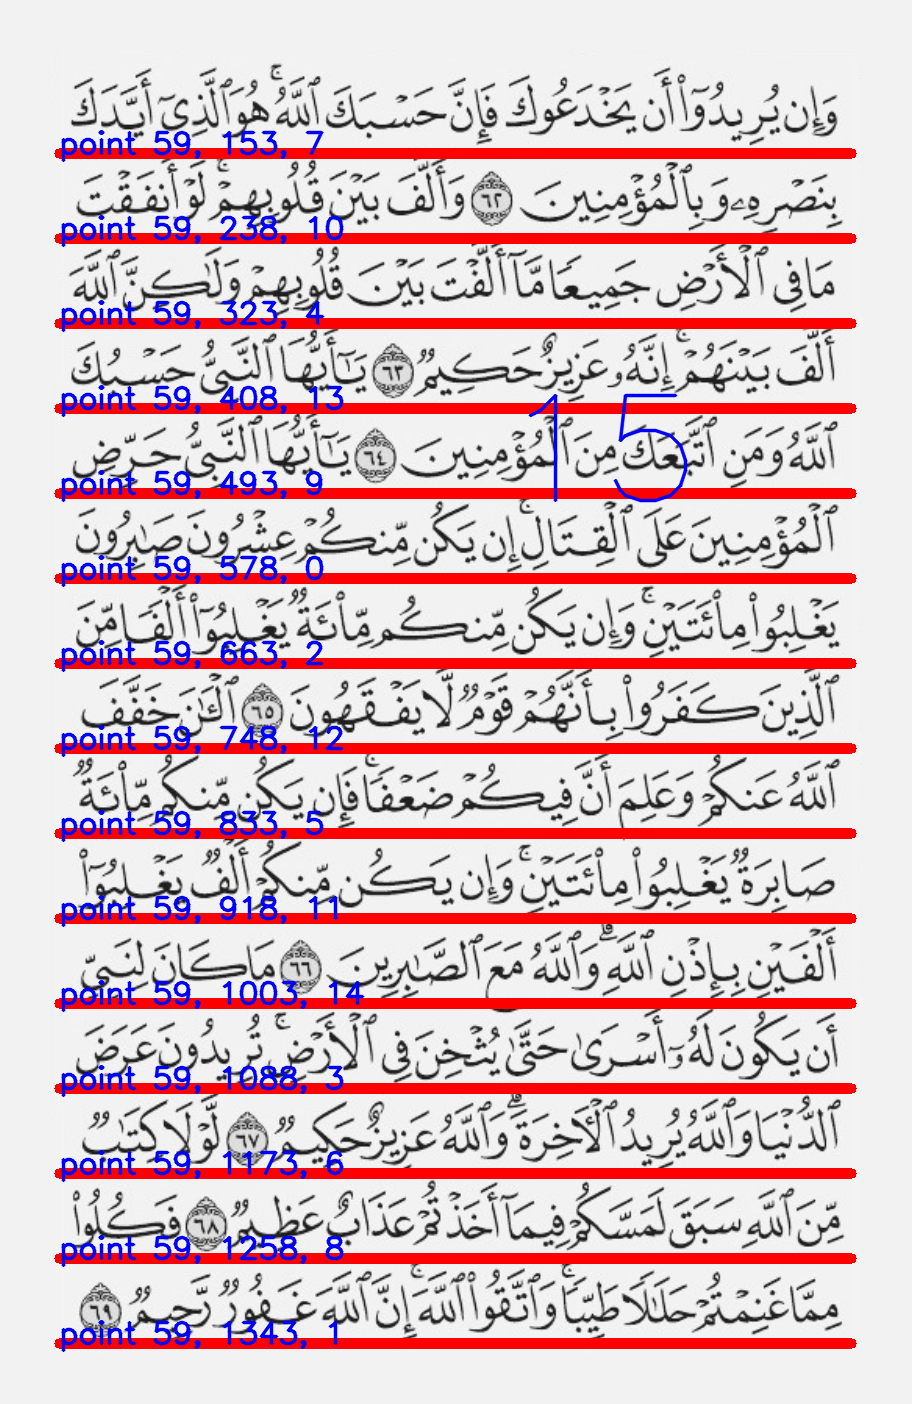 وَإِن يُرِيدُوٓا۟ أَن يَخْدَعُوكَ فَإِنَّ حَسْبَكَ ٱللَّهُ ۚ هُوَ ٱلَّذِىٓ أَيَّدَكَ
point 59, 153, 7
بِنَصْرِهِۦ وَبِٱلْمُؤْمِنِينَ ٦٢ وَأَلَّفَ بَيْنَ قُلُوبِهِمْ ۚ لَوْ أَنفَقْتَ
point 59, 238, 10
مَا فِى ٱلْأَرْضِ جَمِيعًا مَّآ أَلَّفْتَ بَيْنَ قُلُوبِهِمْ وَلَـٰكِنَّ ٱللَّهَ
point 59, 323, 4
أَلَّفَ بَيْنَهُمْ ۚ إِنَّهُۥ عَزِيزٌ حَكِيمٌ ٦٣ يَـٰٓأَيُّهَا ٱلنَّبِىُّ حَسْبُكَ
point 59, 408, 13
15
ٱللَّهُ وَمَنِ ٱتَّبَعَكَ مِنَ ٱلْمُؤْمِنِينَ ٦٤ يَـٰٓأَيُّهَا ٱلنَّبِىُّ حَرِّضِ
point 59, 493, 9
ٱلْمُؤْمِنِينَ عَلَى ٱلْقِتَالِ ۚ إِن يَكُن مِّنكُمْ عِشْرُونَ صَـٰبِرُونَ
point 59, 578, 0
يَغْلِبُوا۟ مِا۟ئَتَيْنِ ۚ وَإِن يَكُن مِّنكُم مِّا۟ئَةٌ يَغْلِبُوٓا۟ أَلْفًا مِّنَ
point 59, 663, 2
ٱلَّذِينَ كَفَرُوا۟ بِأَنَّهُمْ قَوْمٌ لَّا يَفْقَهُونَ ٦٥ ٱلْـَٔـٰنَ خَفَّفَ
point 59, 748, 12
ٱللَّهُ عَنكُمْ وَعَلِمَ أَنَّ فِيكُمْ ضَعْفًا ۚ فَإِن يَكُن مِّنكُم مِّا۟ئَةٌ
point 59, 833, 5
صَابِرَةٌ يَغْلِبُوا۟ مِا۟ئَتَيْنِ ۚ وَإِن يَكُن مِّنكُمْ أَلْفٌ يَغْلِبُوٓا۟
point 59, 918, 11
أَلْفَيْنِ بِإِذْنِ ٱللَّهِ ۗ وَٱللَّهُ مَعَ ٱلصَّـٰبِرِينَ ٦٦ مَا كَانَ لِنَبِىٍّ
point 59, 1003, 14
أَن يَكُونَ لَهُۥٓ أَسْرَىٰ حَتَّىٰ يُثْخِنَ فِى ٱلْأَرْضِ ۚ تُرِيدُونَ عَرَضَ
point 59, 1088, 3
ٱلدُّنْيَا وَٱللَّهُ يُرِيدُ ٱلْـَٔاخِرَةَ ۗ وَٱللَّهُ عَزِيزٌ حَكِيمٌ ٦٧ لَّوْلَا كِتَـٰبٌ
point 59, 1173, 6
مِّنَ ٱللَّهِ سَبَقَ لَمَسَّكُمْ فِيمَآ أَخَذْتُمْ عَذَابٌ عَظِيمٌ ٦٨ فَكُلُوا۟
point 59, 1258, 8
مِمَّا غَنِمْتُمْ حَلَـٰلًا طَيِّبًا ۚ وَٱتَّقُوا۟ ٱللَّهَ ۚ إِنَّ ٱللَّهَ غَفُورٌ رَّحِيمٌ ٦٩
point 59, 1343, 1